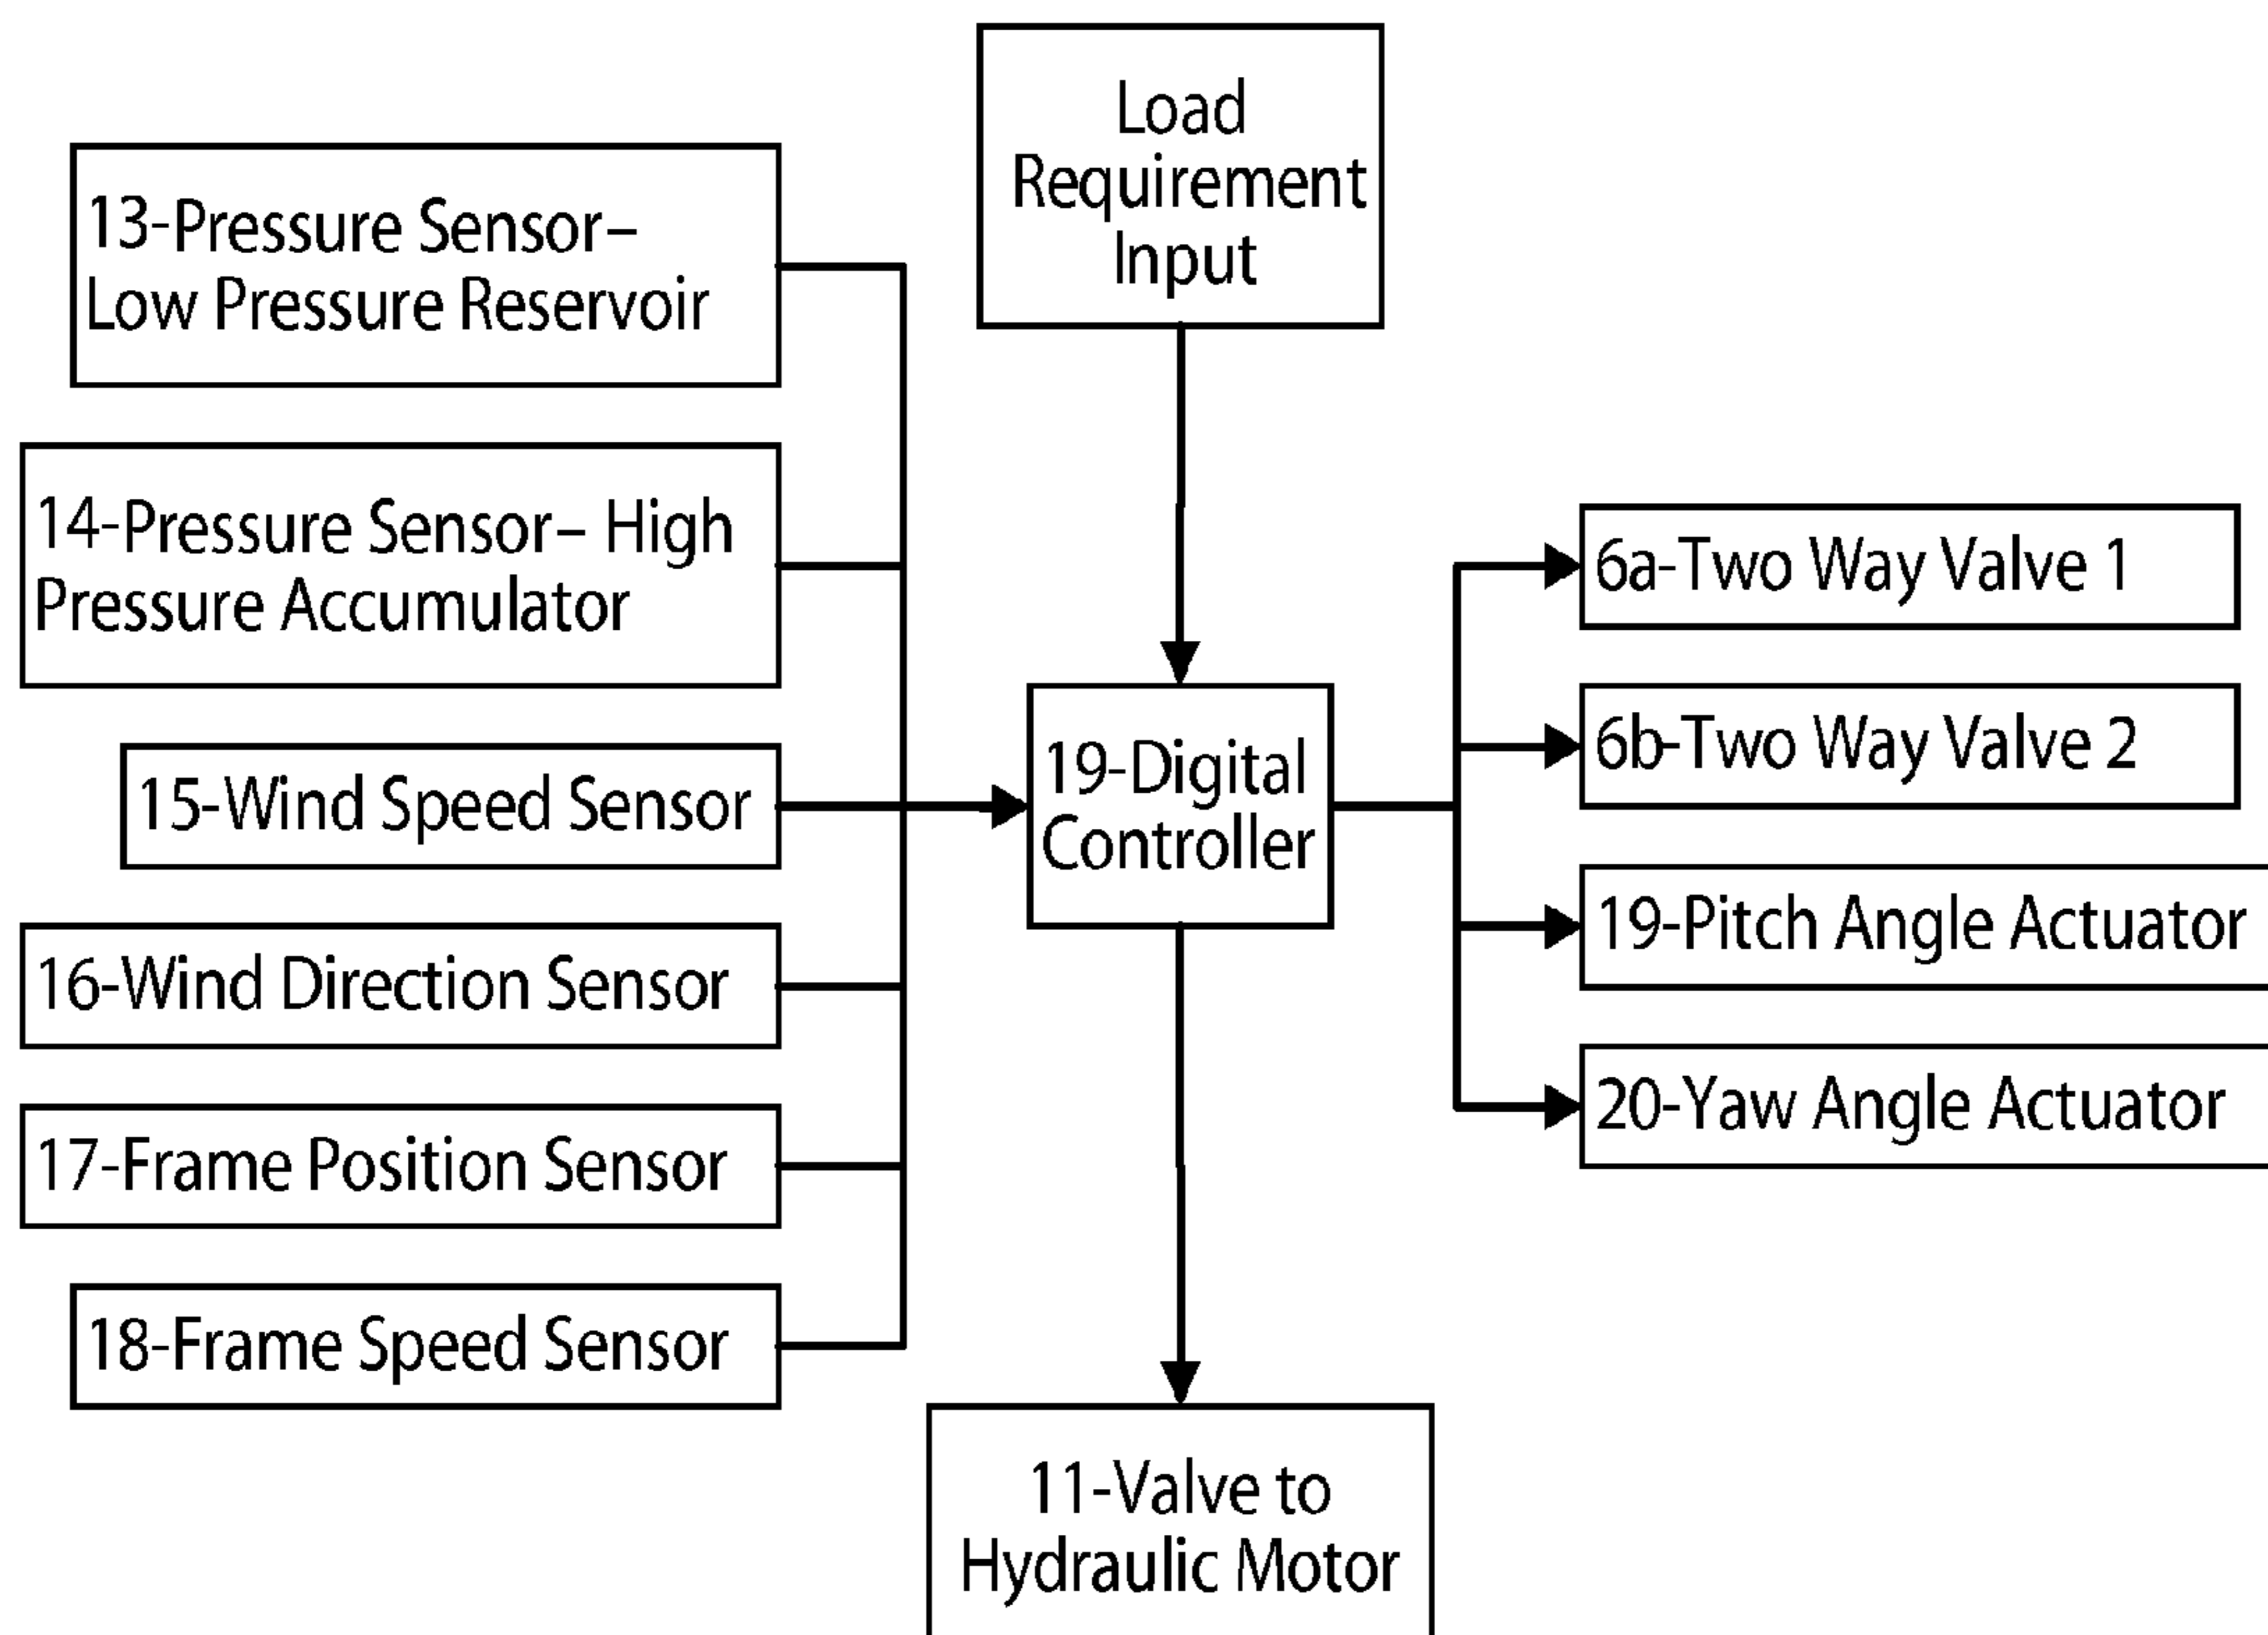 Load
Requirement
Input
13-Pressure Sensor–
Low Pressure Reservoir
14-Pressure Sensor– High
Pressure Accumulator
15-Wind Speed Sensor
16-Wind Direction Sensor
17-Frame Position Sensor
18-Frame Speed Sensor
19-Digital
Controller
6a-Two Way Valve 1
6b-Two Way Valve 2
19-Pitch Angle Actuator
20-Yaw Angle Actuator
11-Valve to
Hydraulic Motor